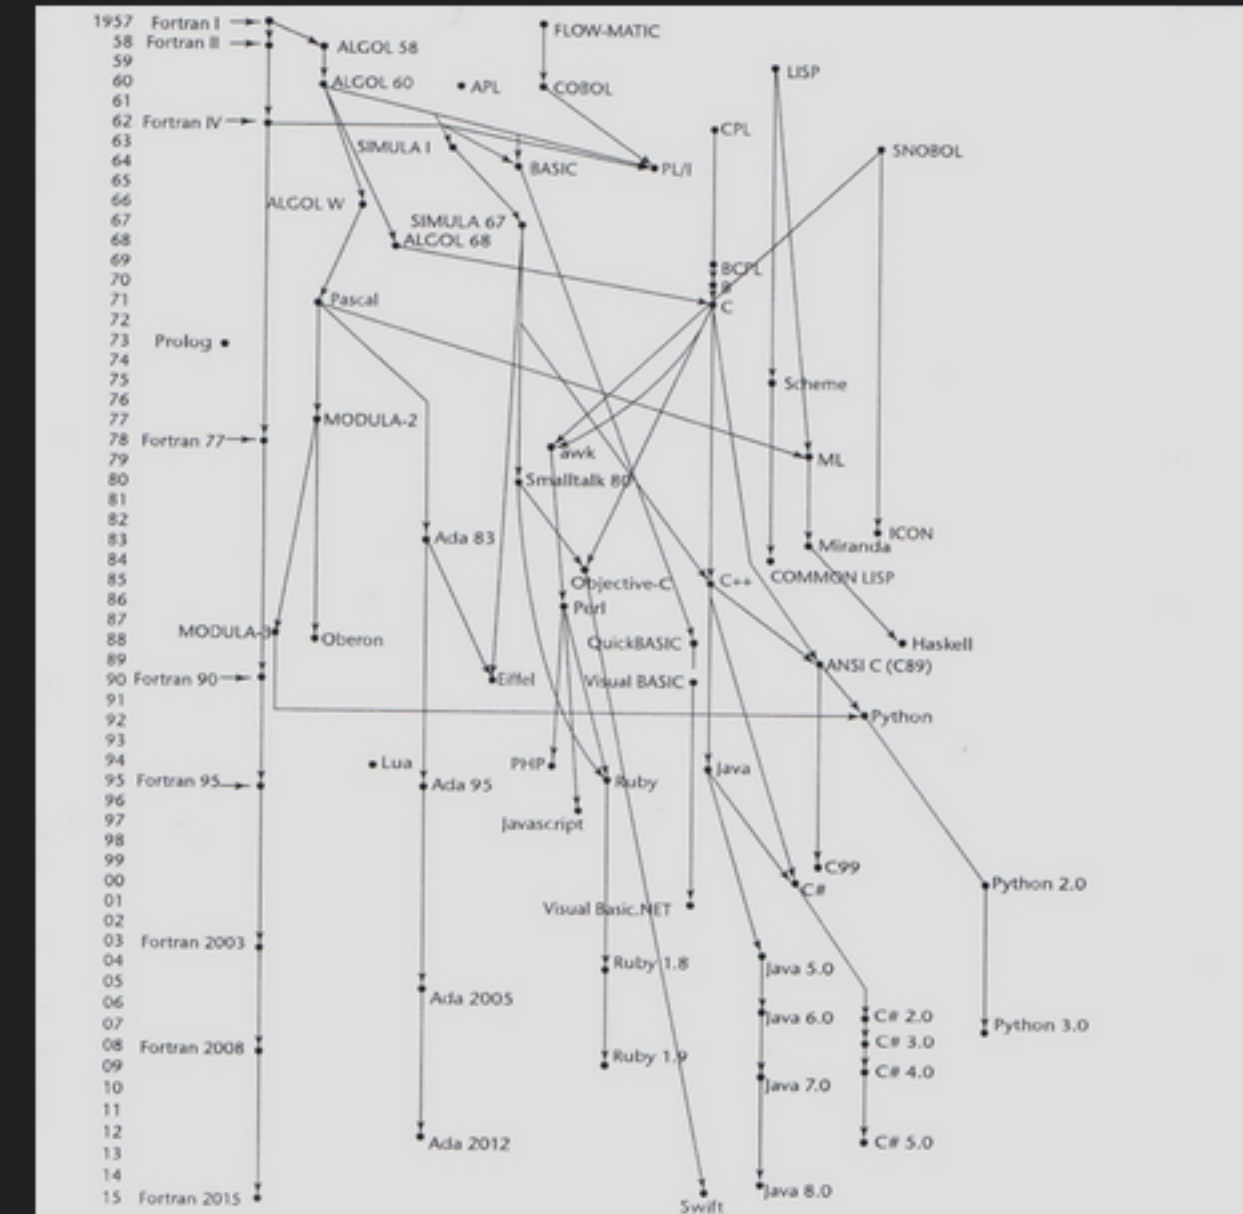 1957 Fortran I
FLOW-MATIC
58 Fortran II
ALGOL 58
59
LISP
60
ALGOL 60
APL
COBOL
61
62 Fortran IV
CPL
63
SIMULA I
SNOBOL
64
BASIC
PL/I
65
66
ALGOL W
67
SIMULA 67
68
ALGOL 68
69
BCPL
70
B
71
Pascal
C
72
73
Prolog
74
75
Scheme
76
77
MODULA-2
78 Fortran 77
79
awk
ML
80
Smalltalk 80
81
82
83
Ada 83
ICON
Miranda
84
85
Objective-C
C++
COMMON LISP
86
Perl
87
88
MODULA-3
Oberon
QuickBASIC
Haskell
89
ANSI C (C89)
90 Fortran 90
Eiffel
Visual BASIC
91
92
Python
93
94
Lua
PHP
Java
95 Fortran 95
Ada 95
Ruby
96
97
Javascript
98
99
C99
00
C#
Python 2.0
01
Visual Basic.NET
02
03 Fortran 2003
04
Ruby 1.8
Java 5.0
05
Ada 2005
06
Java 6.0
C# 2.0
07
Python 3.0
08 Fortran 2008
C# 3.0
09
Ruby 1.9
C# 4.0
10
Java 7.0
11
12
Ada 2012
C# 5.0
13
14
15 Fortran 2015
Java 8.0
Swift